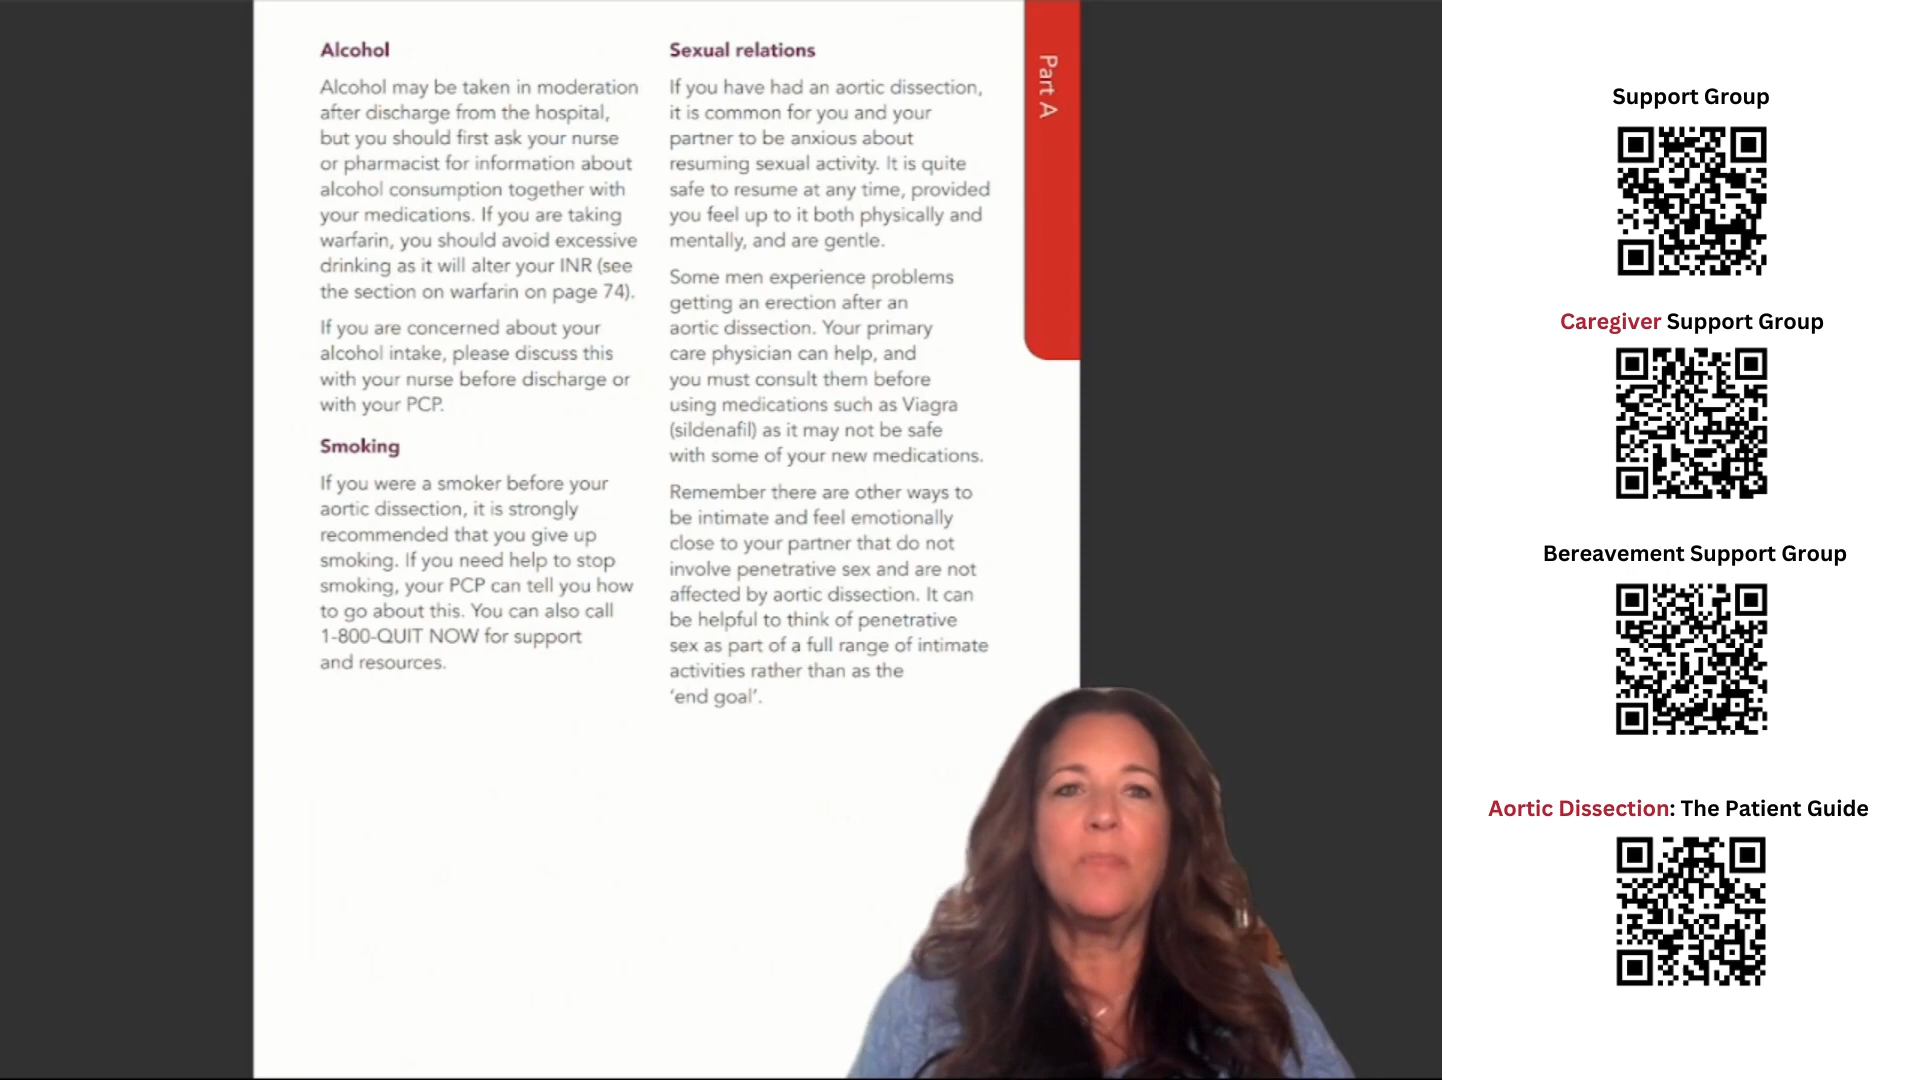 Alcohol
Alcohol may be taken in moderation
after discharge from the hospital,
but you should first ask your nurse
or pharmacist for information about
alcohol consumption together with
your medications. If you are taking
warfarin, you should avoid excessive
drinking as it will alter your INR (see
the section on warfarin on page 74).
If you are concerned about your
alcohol intake, please discuss this
with your nurse before discharge or
with your PCP.
Smoking
If you were a smoker before your
aortic dissection, it is strongly
recommended that you give up
smoking. If you need help to stop
smoking, your PCP can tell you how
to go about this. You can also call
1-800-QUIT NOW for support
and resources.
Sexual relations
If you have had an aortic dissection,
it is common for you and your
partner to be anxious about
resuming sexual activity. It is quite
safe to resume at any time, provided
you feel up to it both physically and
mentally, and are gentle.
Some men experience problems
getting an erection after an
aortic dissection. Your primary
care physician can help, and
you must consult them before
using medications such as Viagra
(sildenafil) as it may not be safe
with some of your new medications.
Remember there are other ways to
be intimate and feel emotionally
close to your partner that do not
involve penetrative sex and are not
affected by aortic dissection. It can
be helpful to think of penetrative
sex as part of a full range of intimate
activities rather than as the
‘end goal’.
Part A
Support Group
Caregiver Support Group
Bereavement Support Group
Aortic Dissection: The Patient Guide